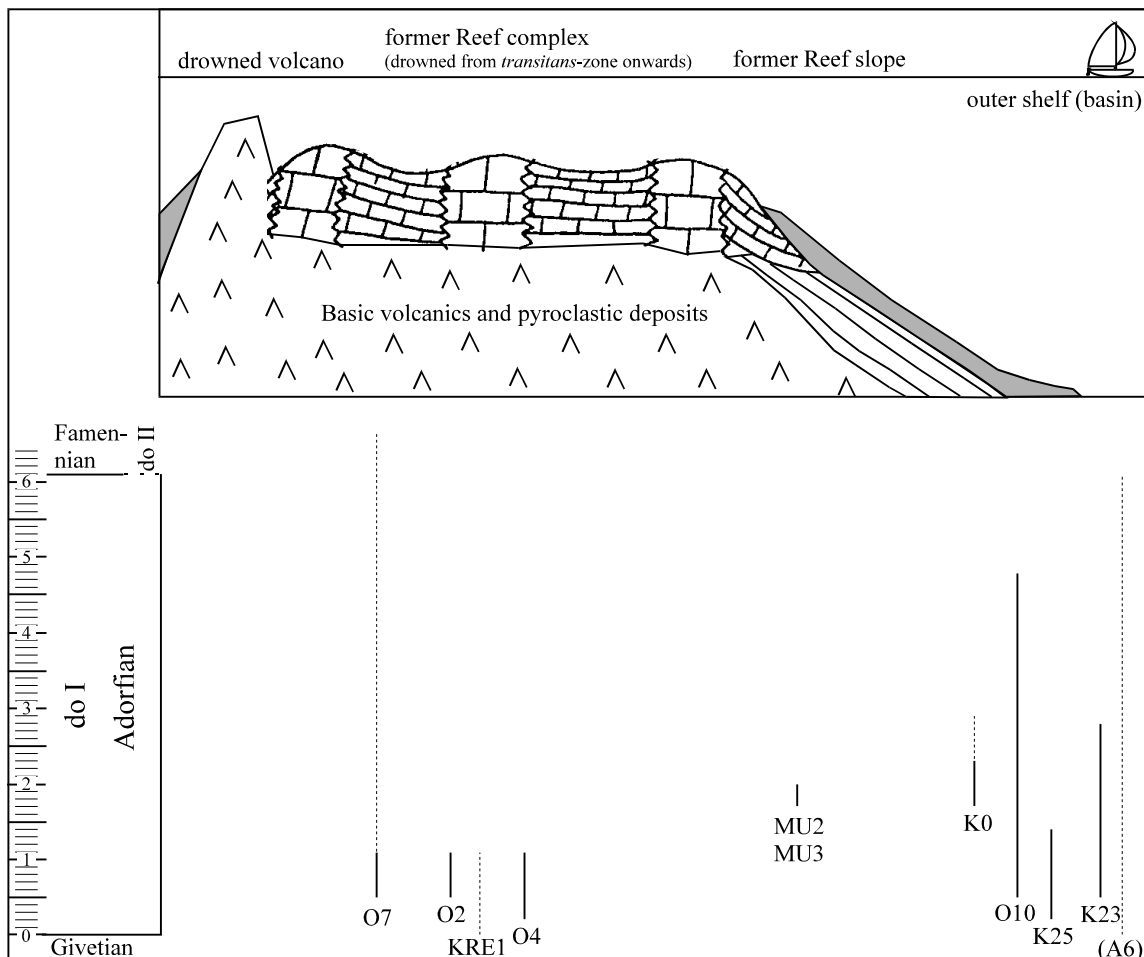 drowned volcano
former Reef complex
(drowned from transitans-zone onwards)
former Reef slope
outer shelf (basin)
Basic volcanics and pyroclastic deposits
Famen-
nian
do II
6
5
4
3
2
1
0
do I
Adorfian
Givetian
O7
O2
KRE1
O4
MU2
MU3
K0
O10
K25
K23
(A6)